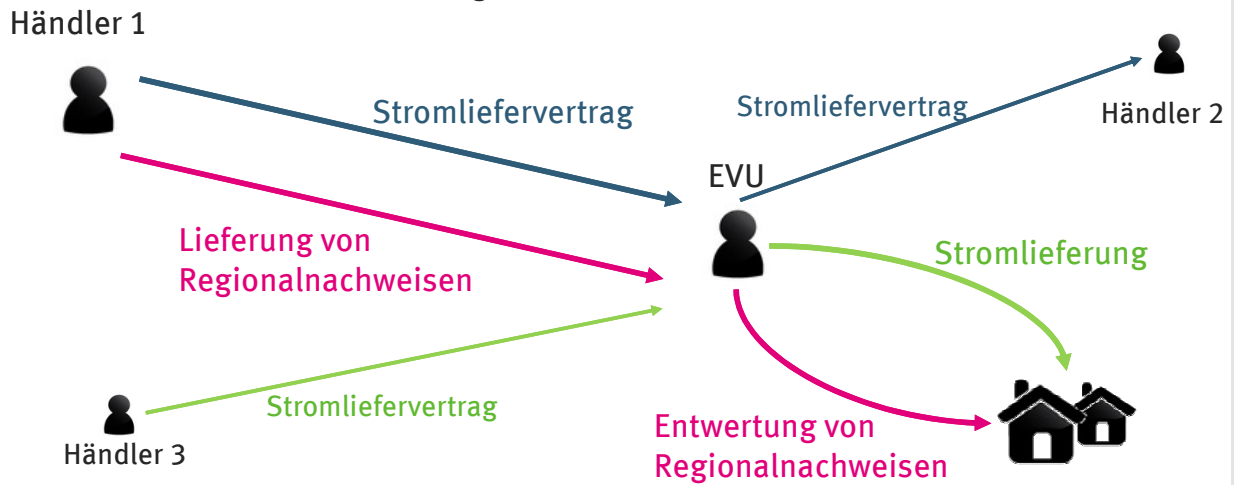 Händler 1
Stromliefervertrag
Stromliefervertrag
Händler 2
EVU
Lieferung von
Regionalnachweisen
Stromlieferung
Stromliefervertrag
Händler 3
Entwertung von
Regionalnachweisen